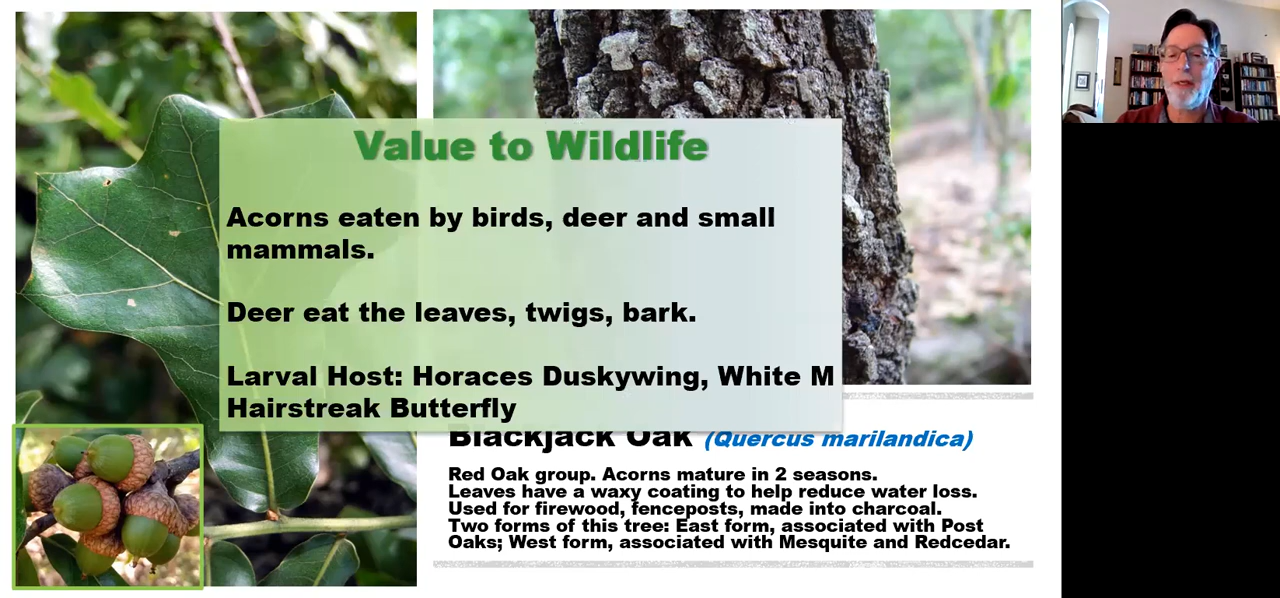 Value to Wildlife
Acorns eaten by birds, deer and small
mammals.
Deer eat the leaves, twigs, bark.
Larval Host: Horaces Duskywing, White M
Hairstreak Butterfly
Blackjack Oak (Quercus marilandica)
Red Oak group. Acorns mature in 2 seasons.
Leaves have a waxy coating to help reduce water loss.
Used for firewood, fenceposts, made into charcoal.
Two forms of this tree: East form, associated with Post
Oaks; West form, associated with Mesquite and Redcedar.